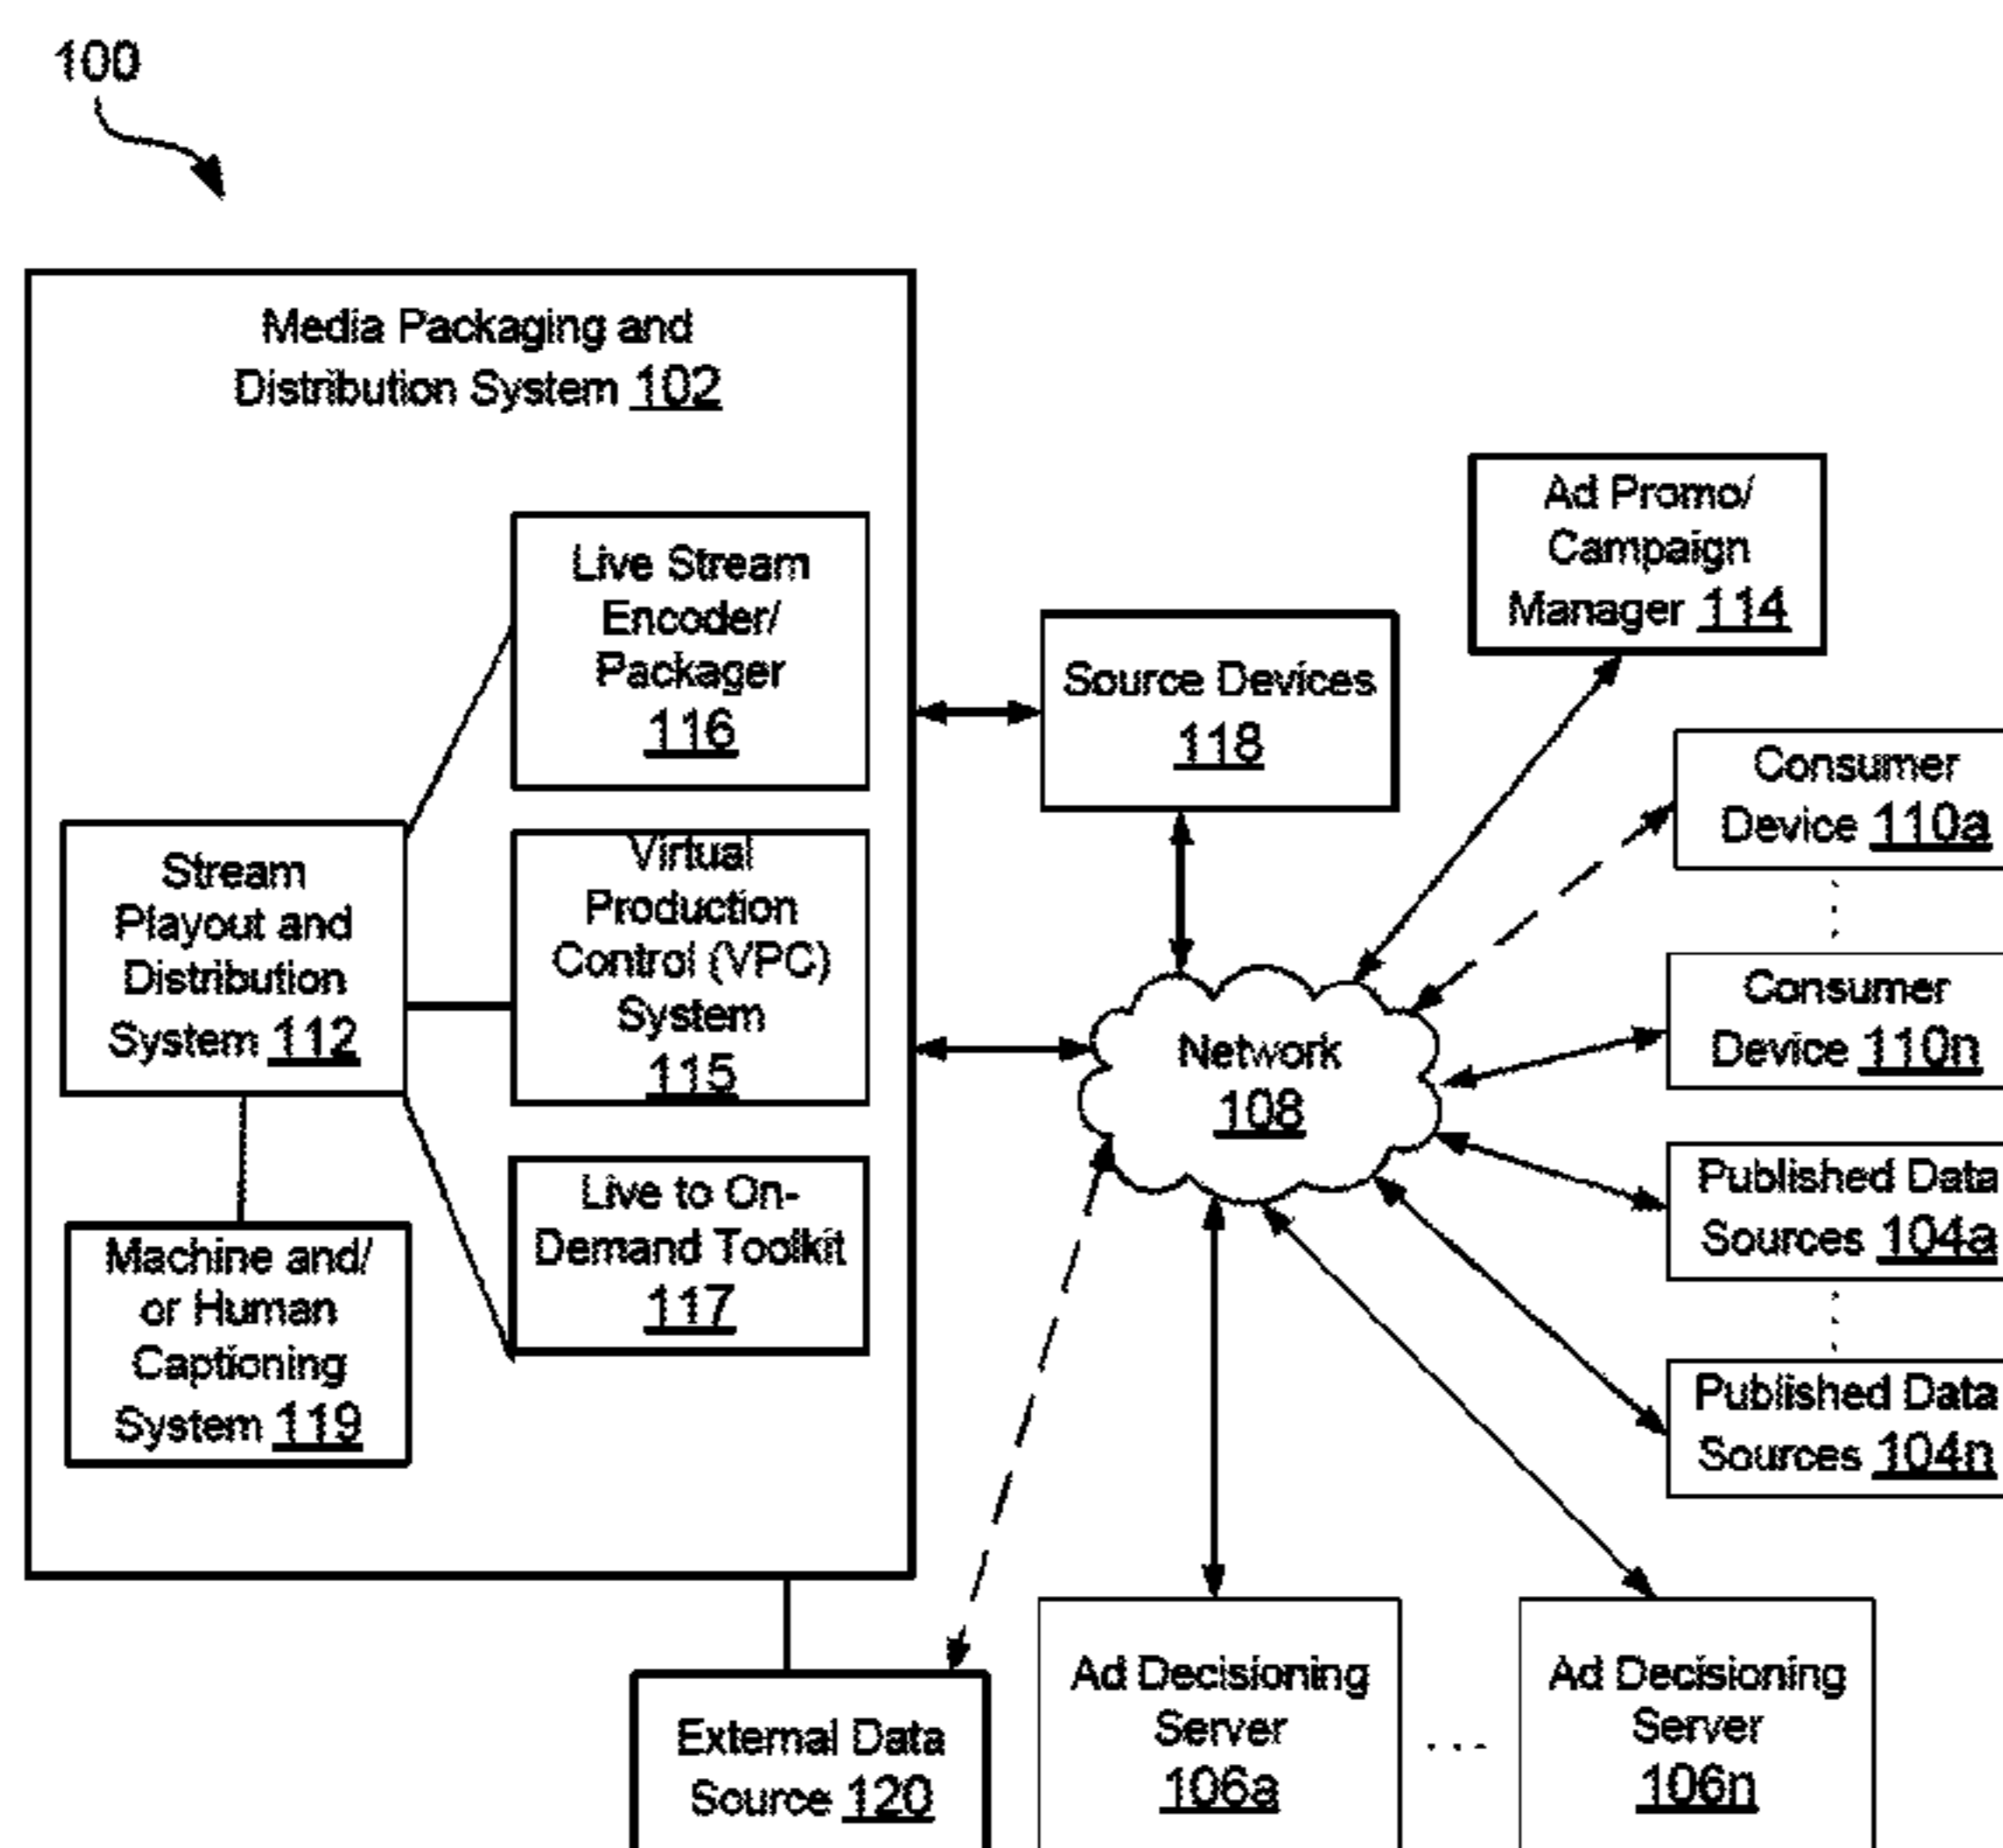 100
Media Packaging and
Distribution System 102
Live Stream
Encoder/
Packager
116
Stream
Playout and
Distribution
System 112
Virtual
Production
Control (VPC)
System
115
Live to On-
Demand Toolkit
117
Machine and/
or Human
Captioning
System 119
Source Devices
118
Ad Promo/
Campaign
Manager 114
Consumer
Device 110a
Consumer
Device 110n
Network
108
Published Data
Sources 104a
Published Data
Sources 104n
External Data
Source 120
Ad Decisioning
Server
106a
...
Ad Decisioning
Server
106n